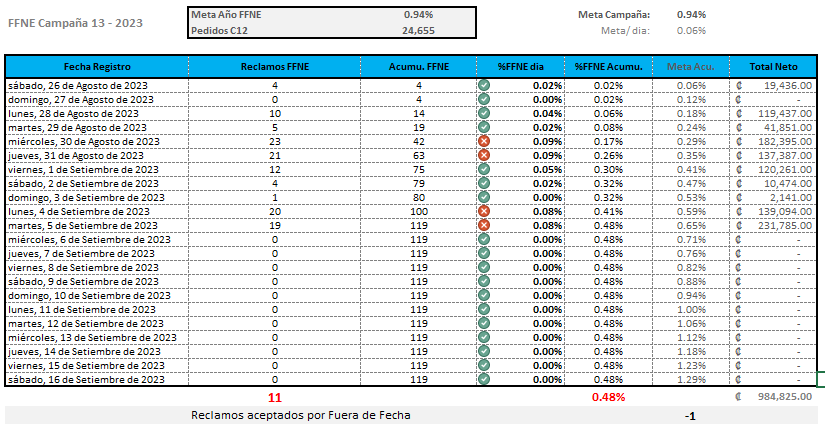 FFNE Campaña 13 - 2023
Meta Año FFNE 0.94%
Pedidos C12 24,655
Meta Campaña: 0.94%
Meta/ dia: 0.06%
Fecha Registro Reclamos FFNE Acumu. FFNE %FFNE dia %FFNE Acumu. Meta Acu. Total Neto
sábado, 26 de Agosto de 2023 4 4 0.02% 0.02% 0.06% ₡ 19,436.00
domingo, 27 de Agosto de 2023 0 4 0.00% 0.02% 0.12% ₡ -
lunes, 28 de Agosto de 2023 10 14 0.04% 0.06% 0.18% ₡ 119,437.00
martes, 29 de Agosto de 2023 5 19 0.02% 0.08% 0.24% ₡ 41,851.00
miércoles, 30 de Agosto de 2023 23 42 0.09% 0.17% 0.29% ₡ 182,395.00
jueves, 31 de Agosto de 2023 21 63 0.09% 0.26% 0.35% ₡ 137,387.00
viernes, 1 de Setiembre de 2023 12 75 0.05% 0.30% 0.41% ₡ 120,261.00
sábado, 2 de Setiembre de 2023 4 79 0.02% 0.32% 0.47% ₡ 10,474.00
domingo, 3 de Setiembre de 2023 1 80 0.00% 0.32% 0.53% ₡ 2,141.00
lunes, 4 de Setiembre de 2023 20 100 0.08% 0.41% 0.59% ₡ 139,094.00
martes, 5 de Setiembre de 2023 19 119 0.08% 0.48% 0.65% ₡ 231,785.00
miércoles, 6 de Setiembre de 2023 0 119 0.00% 0.48% 0.71% ₡ -
jueves, 7 de Setiembre de 2023 0 119 0.00% 0.48% 0.76% ₡ -
viernes, 8 de Setiembre de 2023 0 119 0.00% 0.48% 0.82% ₡ -
sábado, 9 de Setiembre de 2023 0 119 0.00% 0.48% 0.88% ₡ -
domingo, 10 de Setiembre de 2023 0 119 0.00% 0.48% 0.94% ₡ -
lunes, 11 de Setiembre de 2023 0 119 0.00% 0.48% 1.00% ₡ -
martes, 12 de Setiembre de 2023 0 119 0.00% 0.48% 1.06% ₡ -
miércoles, 13 de Setiembre de 2023 0 119 0.00% 0.48% 1.12% ₡ -
jueves, 14 de Setiembre de 2023 0 119 0.00% 0.48% 1.18% ₡ -
viernes, 15 de Setiembre de 2023 0 119 0.00% 0.48% 1.23% ₡ -
sábado, 16 de Setiembre de 2023 0 119 0.00% 0.48% 1.29% ₡ -
11 0.48% ₡ 984,825.00
Reclamos aceptados por Fuera de Fecha -1